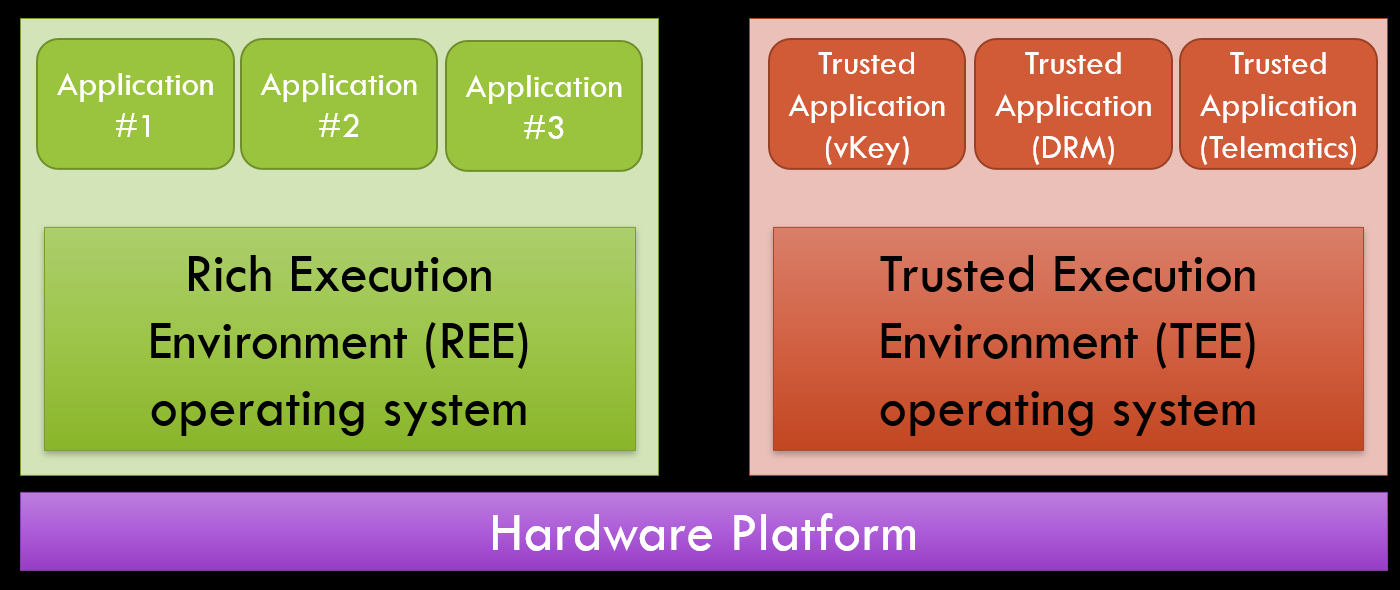 Application
#1
Application
#2
Application
#3
Rich Execution
Environment (REE)
operating system
Trusted
Application
(vKey)
Trusted
Application
(DRM)
Trusted
Application
(Telematics)
Trusted Execution
Environment (TEE)
operating system
Hardware Platform